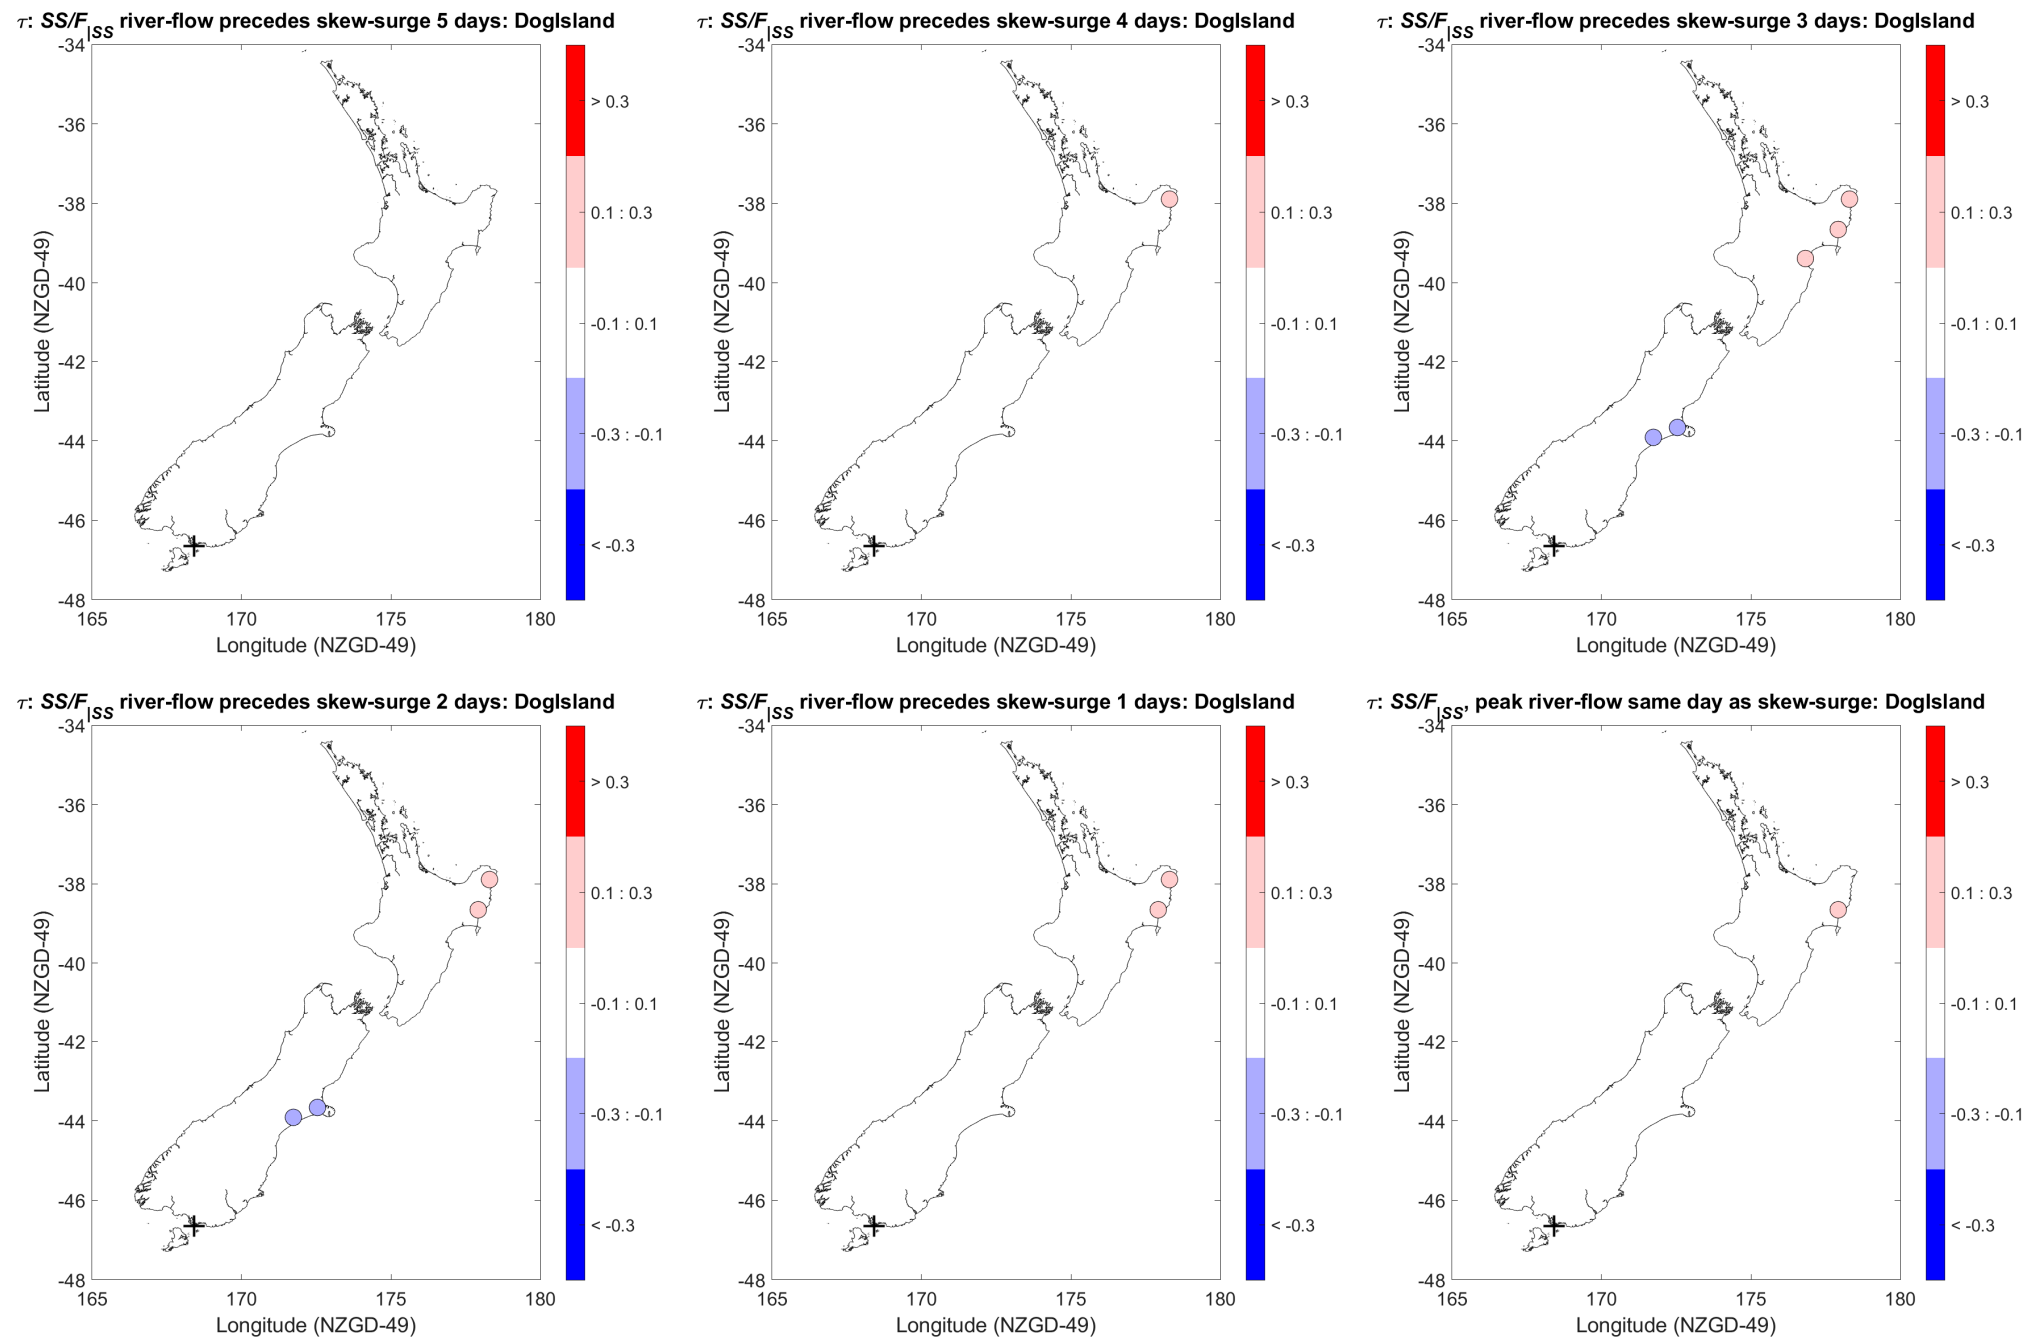 τ: SS/F|SS river-flow precedes skew-surge 5 days: DogIsland
-34
-36
-38
-40
-42
-44
-46
-48
165
170
175
180
Latitude (NZGD-49)
Longitude (NZGD-49)
> 0.3
0.1 : 0.3
-0.1 : 0.1
-0.3 : -0.1
< -0.3
τ: SS/F|SS river-flow precedes skew-surge 4 days: DogIsland
-34
-36
-38
-40
-42
-44
-46
-48
165
170
175
180
Latitude (NZGD-49)
Longitude (NZGD-49)
> 0.3
0.1 : 0.3
-0.1 : 0.1
-0.3 : -0.1
< -0.3
τ: SS/F|SS river-flow precedes skew-surge 3 days: DogIsland
-34
-36
-38
-40
-42
-44
-46
-48
165
170
175
180
Latitude (NZGD-49)
Longitude (NZGD-49)
> 0.3
0.1 : 0.3
-0.1 : 0.1
-0.3 : -0.1
< -0.3
τ: SS/F|SS river-flow precedes skew-surge 2 days: DogIsland
-34
-36
-38
-40
-42
-44
-46
-48
165
170
175
180
Latitude (NZGD-49)
Longitude (NZGD-49)
> 0.3
0.1 : 0.3
-0.1 : 0.1
-0.3 : -0.1
< -0.3
τ: SS/F|SS river-flow precedes skew-surge 1 days: DogIsland
-34
-36
-38
-40
-42
-44
-46
-48
165
170
175
180
Latitude (NZGD-49)
Longitude (NZGD-49)
> 0.3
0.1 : 0.3
-0.1 : 0.1
-0.3 : -0.1
< -0.3
τ: SS/F|SS, peak river-flow same day as skew-surge: DogIsland
-34
-36
-38
-40
-42
-44
-46
-48
165
170
175
180
Latitude (NZGD-49)
Longitude (NZGD-49)
> 0.3
0.1 : 0.3
-0.1 : 0.1
-0.3 : -0.1
< -0.3